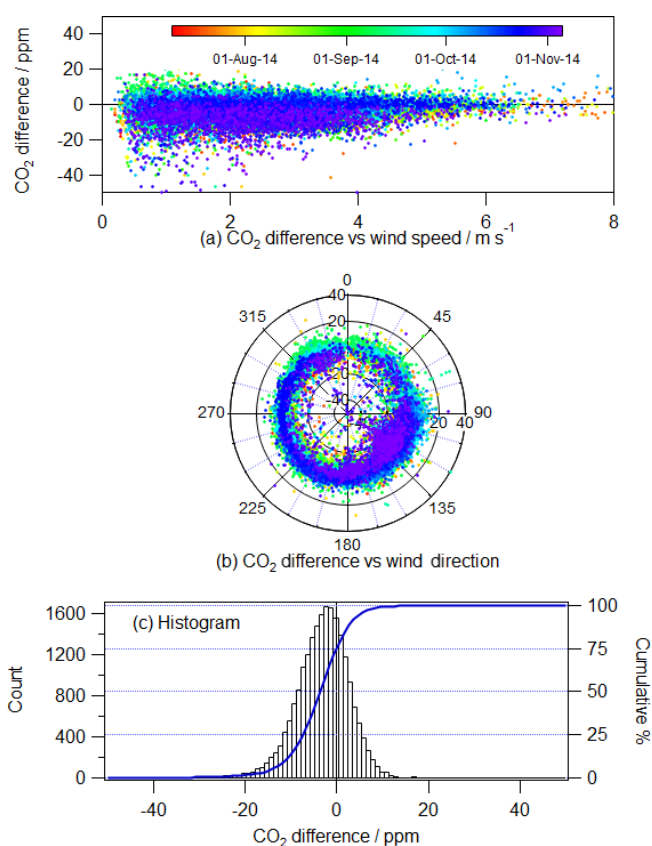 40
20
0
-20
-40
CO2 difference / ppm
01-Aug-14 01-Sep-14 01-Oct-14 01-Nov-14
0 2 4 6 8
(a) CO2 difference vs wind speed / m s-1
0
45
90
135
180
225
270
315
40
20
-20
-40
20 40
(b) CO2 difference vs wind direction
(c) Histogram
1600
1200
800
400
0
Count
100
75
50
25
0
Cumulative %
-40 -20 0 20 40
CO2 difference / ppm